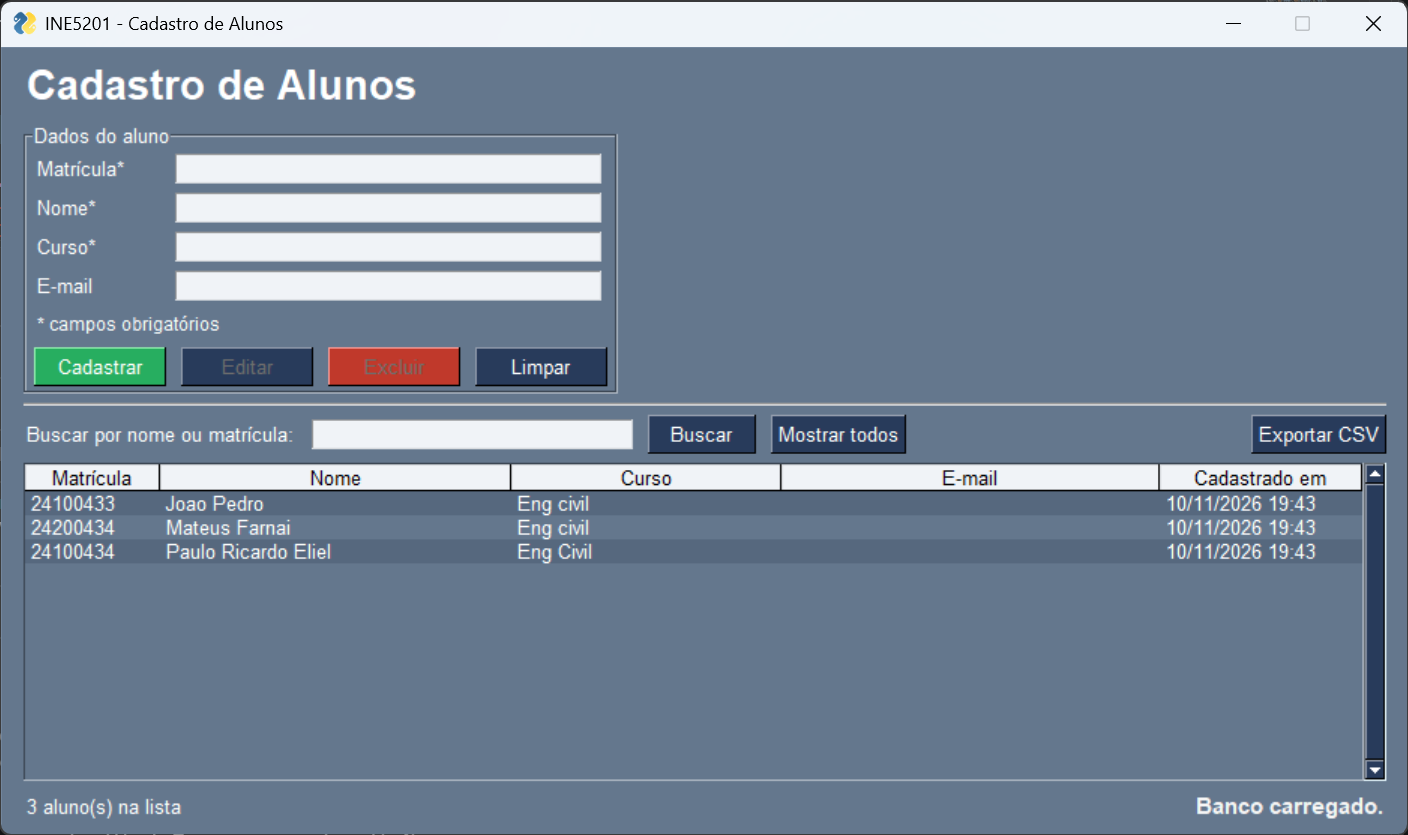 INE5201 - Cadastro de Alunos
Cadastro de Alunos
Dados do aluno
Matrícula*
Nome*
Curso*
E-mail
* campos obrigatórios
Cadastrar Editar Excluir Limpar
Buscar por nome ou matrícula: Buscar Mostrar todos Exportar CSV
Matrícula Nome Curso E-mail Cadastrado em
24100433 Joao Pedro Eng civil 10/11/2026 19:43
24200434 Mateus Farnai Eng civil 10/11/2026 19:43
24100434 Paulo Ricardo Eliel Eng Civil 10/11/2026 19:43
3 aluno(s) na lista Banco carregado.